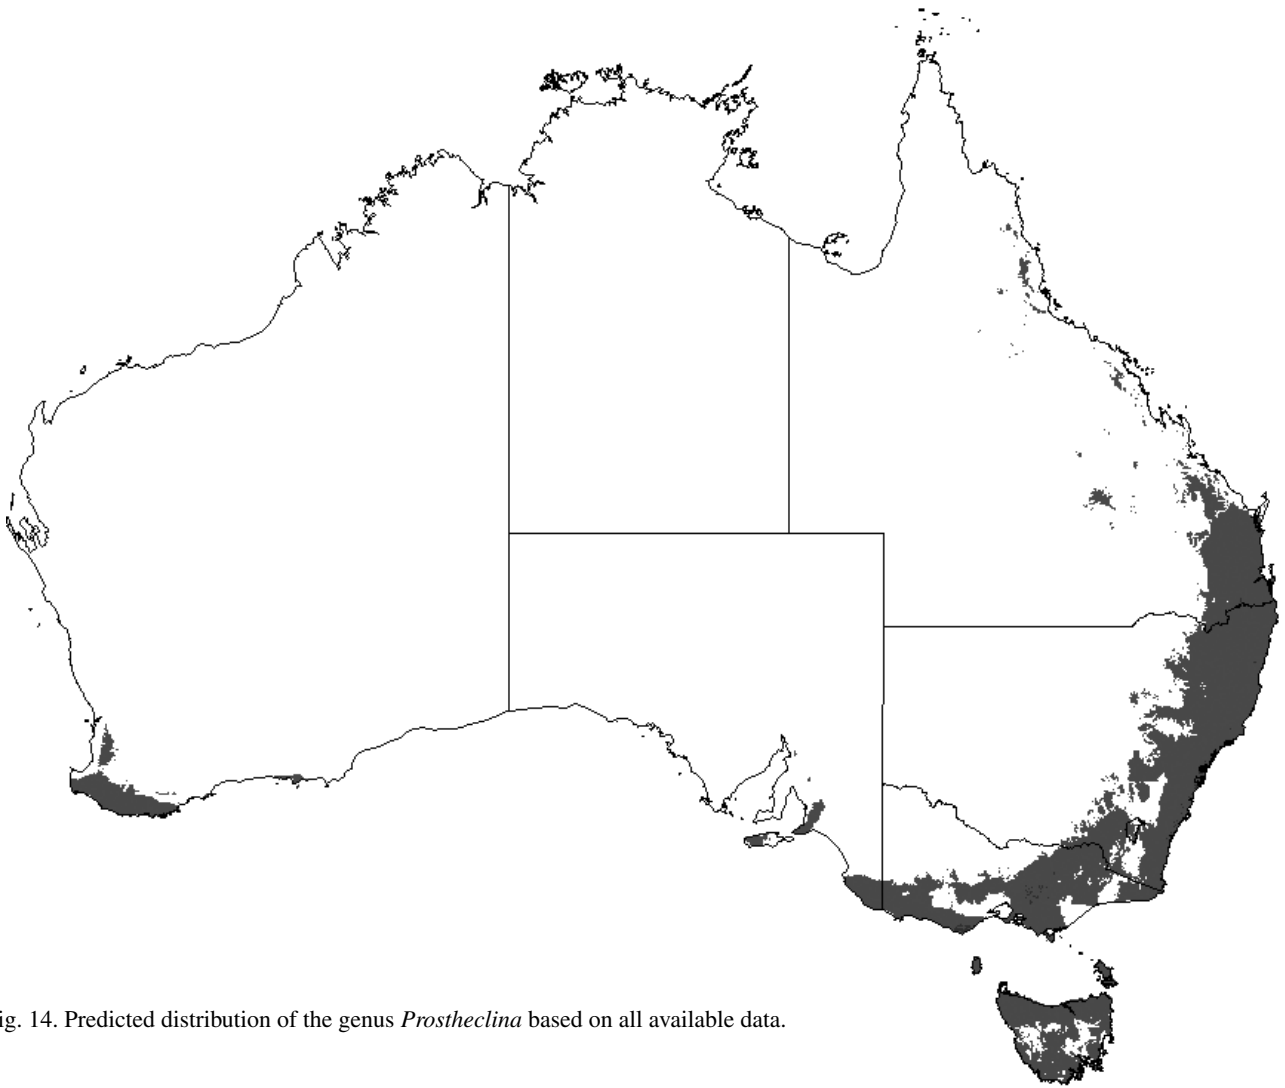 ig. 14. Predicted distribution of the genus Prostheclina based on all available data.